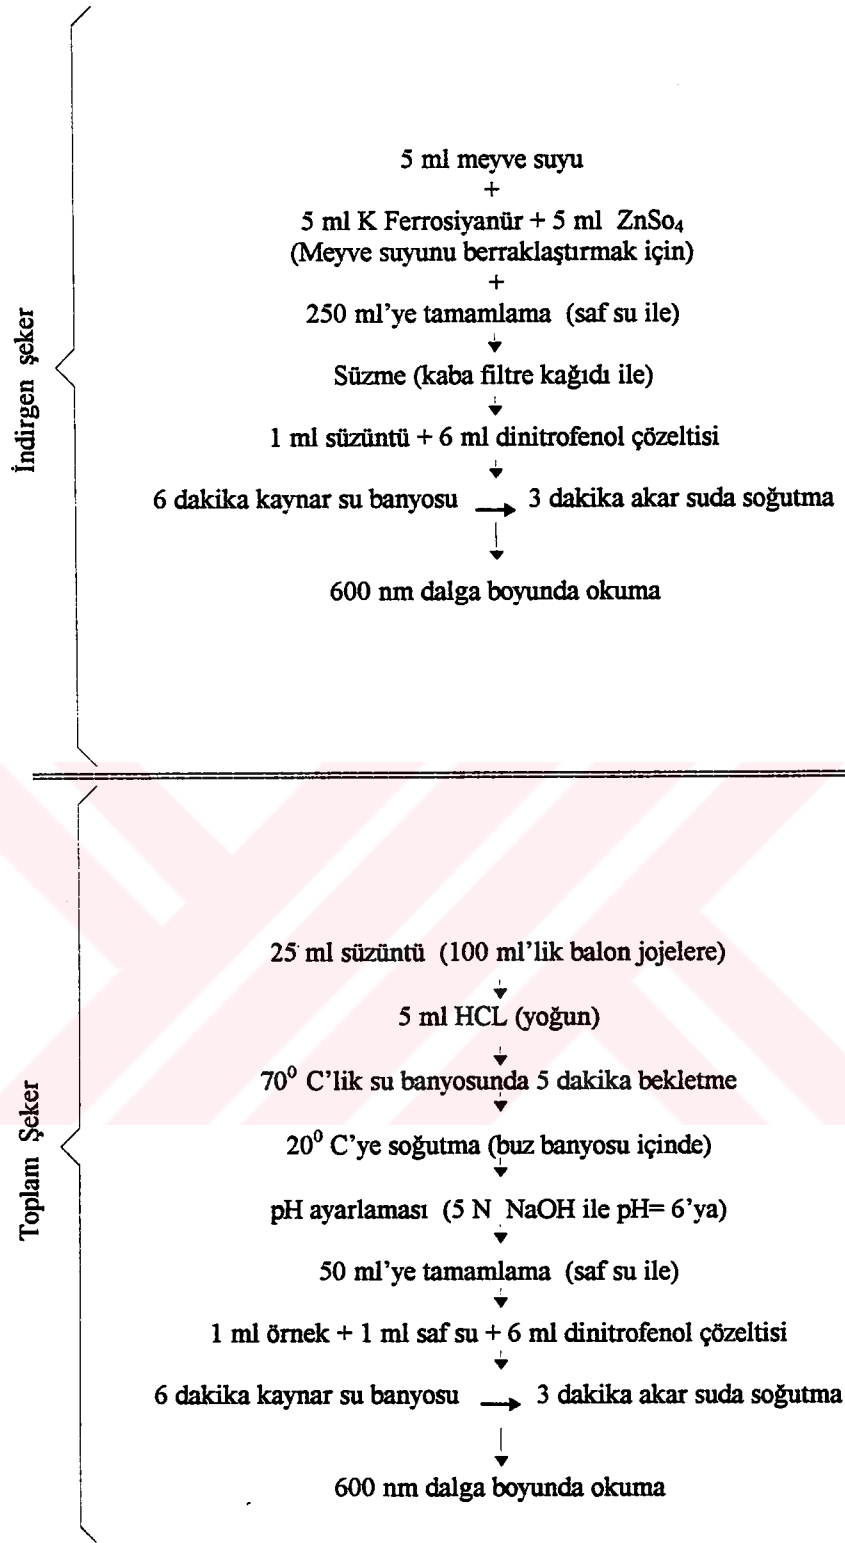 İndirgen şeker
5 ml meyve suyu
+
5 ml K Ferrosiyanür + 5 ml ZnSo₄
(Meyve suyunu berraklaştırmak için)
+
250 ml’ye tamamlama (saf su ile)
Süzme (kaba filtre kağıdı ile)
1 ml süzüntü + 6 ml dinitrofenol çözeltisi
6 dakika kaynar su banyosu → 3 dakika akar suda soğutma
600 nm dalga boyunda okuma
Toplam Şeker
25 ml süzüntü (100 ml’lik balon jojelere)
5 ml HCL (yoğun)
70⁰ C’lik su banyosunda 5 dakika bekletme
20⁰ C’ye soğutma (buz banyosu içinde)
pH ayarlaması (5 N NaOH ile pH= 6’ya)
50 ml’ye tamamlama (saf su ile)
1 ml örnek + 1 ml saf su + 6 ml dinitrofenol çözeltisi
6 dakika kaynar su banyosu → 3 dakika akar suda soğutma
600 nm dalga boyunda okuma